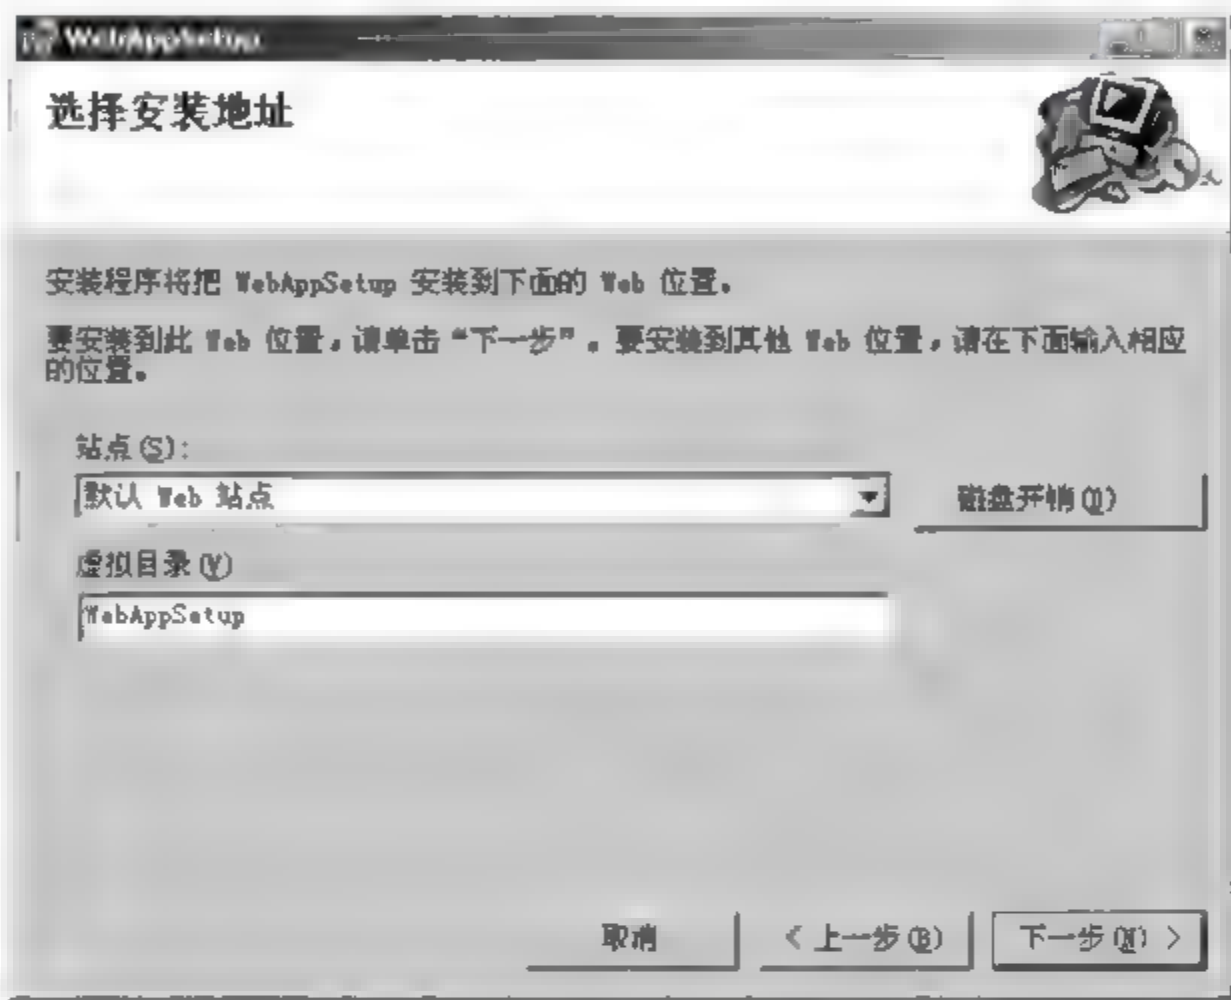 WebAppSetup
选择安装地址
安装程序将把 WebAppSetup 安装到下面的 Web 位置。
要安装到此 Web 位置，请单击“下一步”。要安装到其他 Web 位置，请在下面输入相应
的位置。
站点(S):
默认 Web 站点
磁盘开销(D)
虚拟目录(V)
WebAppSetup
取消
< 上一步(B)
下一步(N) >